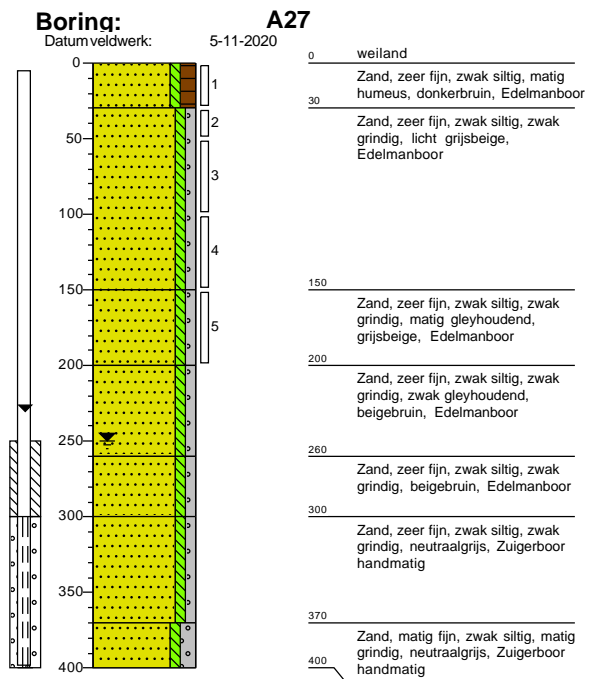 Boring: A27
Datum veldwerk: 5-11-2020
0
50
100
150
200
250
300
350
400
1
2
3
4
5
0 weiland
Zand, zeer fijn, zwak siltig, matig
humeus, donkerbruin, Edelmanboor
30
Zand, zeer fijn, zwak siltig, zwak
grindig, licht grijsbeige,
Edelmanboor
150
Zand, zeer fijn, zwak siltig, zwak
grindig, matig gleyhoudend,
grijsbeige, Edelmanboor
200
Zand, zeer fijn, zwak siltig, zwak
grindig, zwak gleyhoudend,
beigebruin, Edelmanboor
260
Zand, zeer fijn, zwak siltig, zwak
grindig, beigebruin, Edelmanboor
300
Zand, zeer fijn, zwak siltig, zwak
grindig, neutraalgrijs, Zuigerboor
handmatig
370
Zand, matig fijn, zwak siltig, matig
grindig, neutraalgrijs, Zuigerboor
handmatig
400